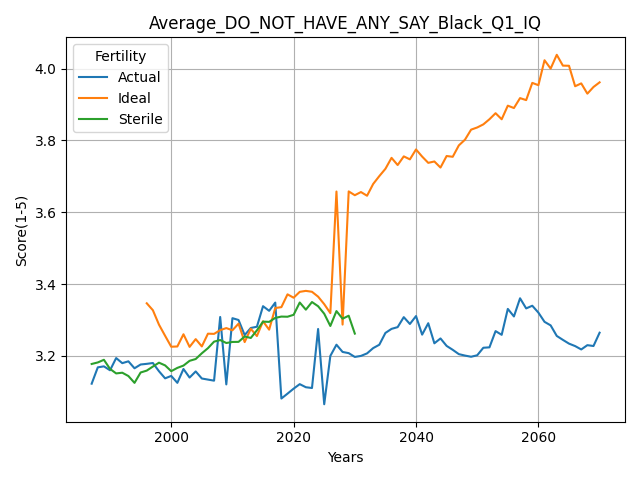 Average_DO_NOT_HAVE_ANY_SAY_Black_Q1_IQ
Fertility
Actual
Ideal
Sterile
4.0
3.8
3.6
3.4
3.2
Score(1-5)
2000
2020
2040
2060
Years